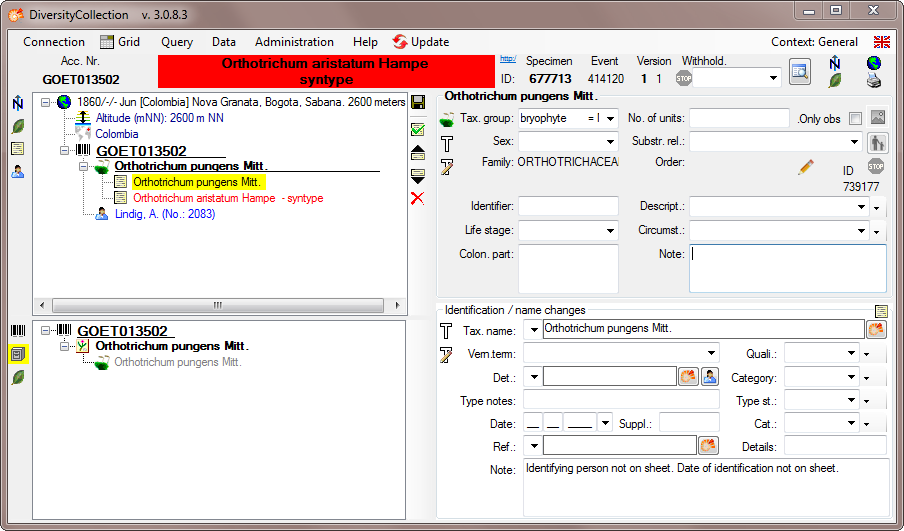 DiversityCollection v. 3.0.8.3
Connection Grid Query Data Administration Help Update Context: General
Acc. Nr.
GOET013502
Orthotrichum aristatum Hampe
syntype
http:/ Specimen Event Version Withhold.
ID: 677713 414120 1 1 STOP
1860/-/- Jun [Colombia] Nova Granata, Bogota, Sabana. 2600 meters
Altitude (mNN): 2600 m NN
Colombia
GOET013502
Orthotrichum pungens Mitt.
Orthotrichum pungens Mitt.
Orthotrichum aristatum Hampe - syntype
Lindig, A. (No.: 2083)
GOET013502
Orthotrichum pungens Mitt.
Orthotrichum pungens Mitt.
Orthotrichum pungens Mitt.
Tax. group: bryophyte = I No. of units: .Only obs
Sex: Substr. rel.:
Family: ORTHOTRICHACEAI Order: ID STOP
739177
Identifier: Descript.:
Life stage: Circumst.:
Colon. part: Note:
Identification / name changes
Tax. name: Orthotrichum pungens Mitt.
Vern.term: Quali.:
Det.: Category:
Type notes: Type st.:
Date: __ __ ____ Suppl.: Cat.:
Ref.: Details:
Note: Identifying person not on sheet. Date of identification not on sheet.